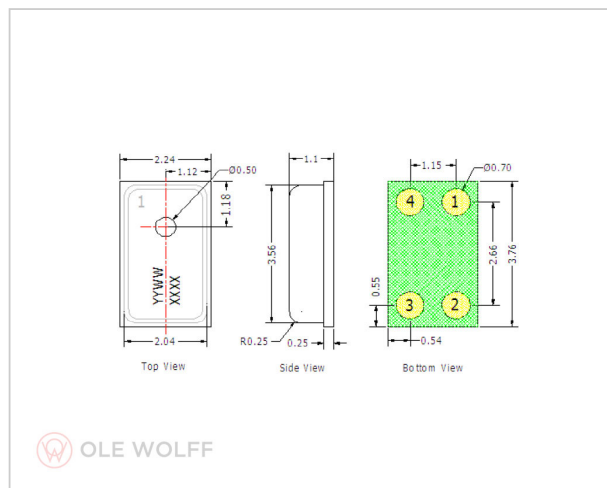 2.24
1.12
Ø0.50
1
1.18
YYWW
XXXX
2.04
Top View
1.1
3.56
R0.25
0.25
Side View
1.15
Ø0.70
4
1
2.66
3.76
0.55
3
2
0.54
Bottom View
OLE WOLFF